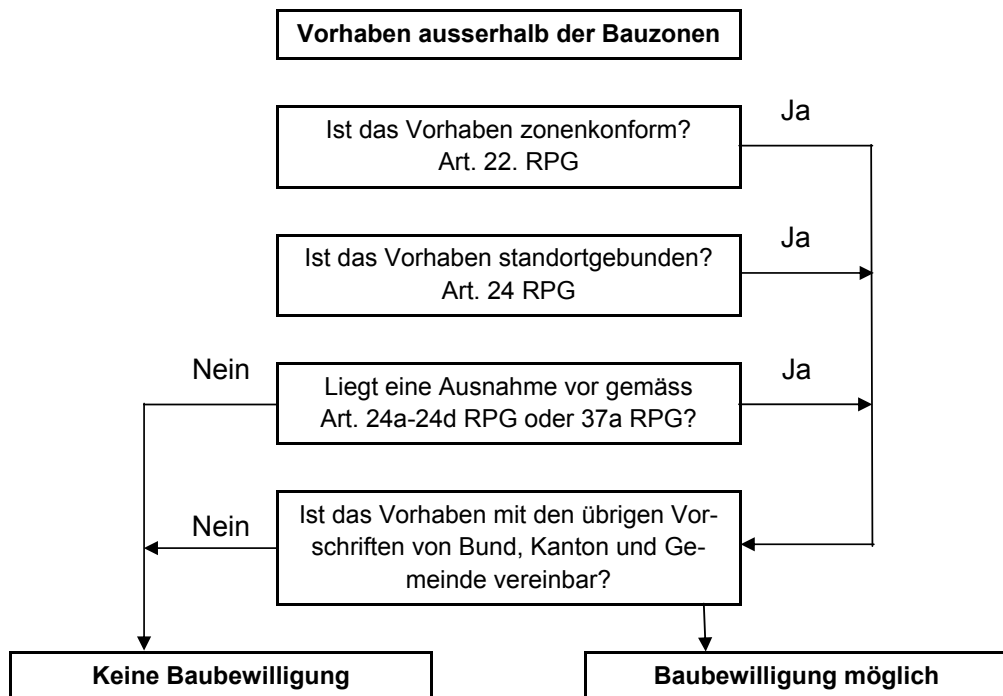 Vorhaben ausserhalb der Bauzonen
Ja
Ist das Vorhaben zonenkonform?
Art. 22. RPG
Ja
Ist das Vorhaben standortgebunden?
Art. 24 RPG
Nein
Ja
Liegt eine Ausnahme vor gemäss
Art. 24a-24d RPG oder 37a RPG?
Nein
Ist das Vorhaben mit den übrigen Vor-
schriften von Bund, Kanton und Ge-
meinde vereinbar?
Keine Baubewilligung
Baubewilligung möglich